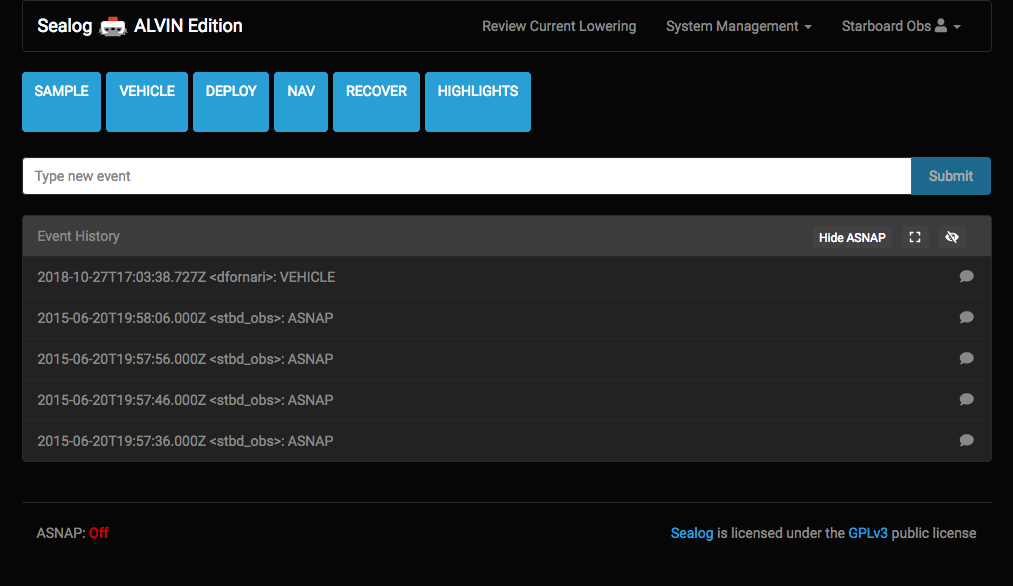 Sealog ALVIN Edition Review Current Lowering System Management Starboard Obs
SAMPLE VEHICLE DEPLOY NAV RECOVER HIGHLIGHTS
Type new event Submit
Event History Hide ASNAP
2018-10-27T17:03:38.727Z <dfornari>: VEHICLE
2015-06-20T19:58:06.000Z <stbd_obs>: ASNAP
2015-06-20T19:57:56.000Z <stbd_obs>: ASNAP
2015-06-20T19:57:46.000Z <stbd_obs>: ASNAP
2015-06-20T19:57:36.000Z <stbd_obs>: ASNAP
ASNAP: Off Sealog is licensed under the GPLv3 public license